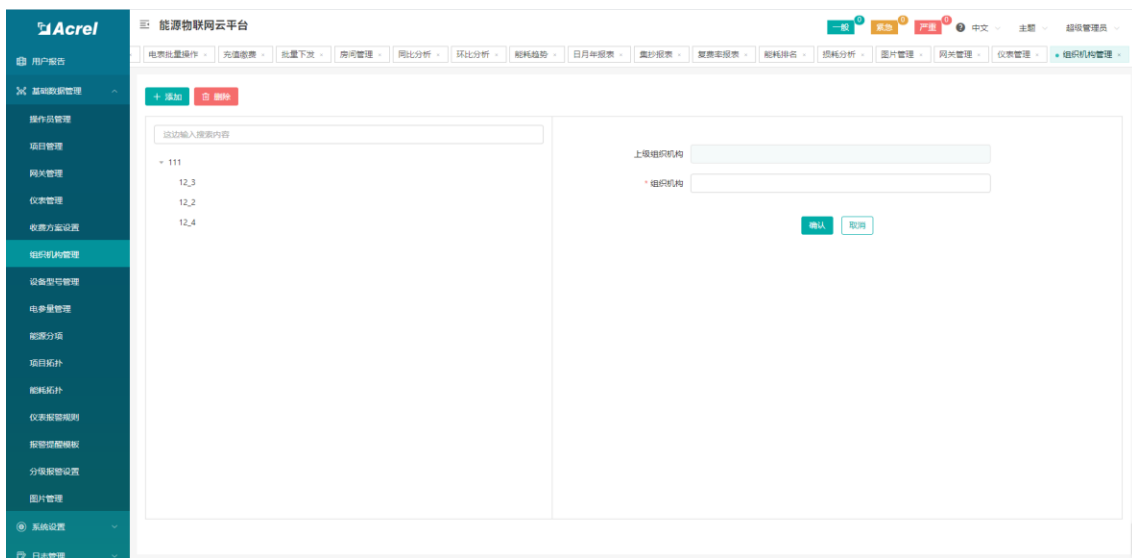 Acrel
能源物联网云平台
一般 0 紧急 0 严重 0 中文 主题 超级管理员
电表批量操作 充值缴费 批量下发 房间管理 同比分析 环比分析 能耗趋势 日月年报表 集抄报表 复费率报表 能耗排名 损耗分析 图片管理 网关管理 仪表管理 组织机构管理
用户报告
基础数据管理
操作员管理
项目管理
网关管理
仪表管理
收费方案设置
组织机构管理
设备型号管理
电参量管理
能源分项
项目拓扑
能耗拓扑
仪表报警规则
报警提醒模板
分级报警设置
图片管理
系统设置
日志管理
+ 添加 删除
这边输入搜索内容
111
12_3
12_2
12_4
上级组织机构
* 组织机构
确认 取消